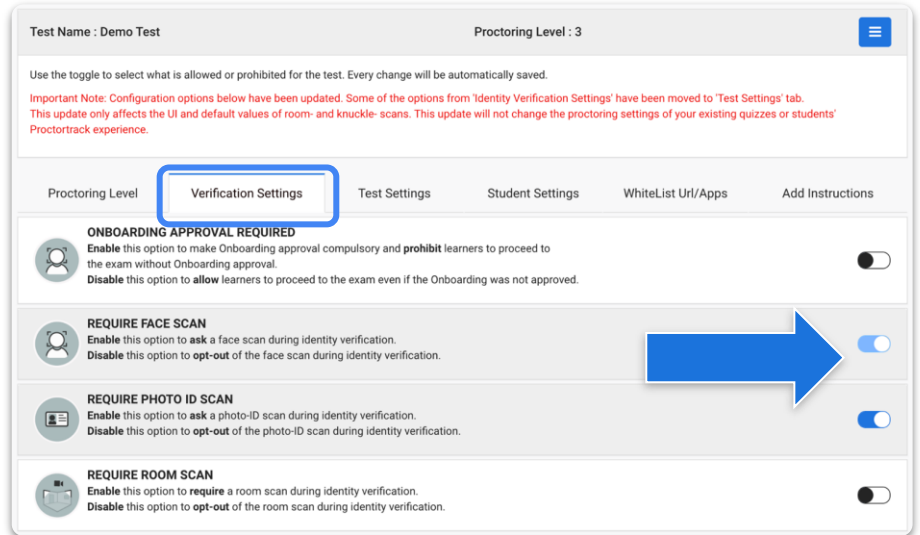 Test Name : Demo Test
Proctoring Level : 3
Use the toggle to select what is allowed or prohibited for the test. Every change will be automatically saved.
Important Note: Configuration options below have been updated. Some of the options from 'Identity Verification Settings' have been moved to 'Test Settings' tab.
This update only affects the UI and default values of room- and knuckle- scans. This update will not change the proctoring settings of your existing quizzes or students'
Proctortrack experience.
Proctoring Level
Verification Settings
Test Settings
Student Settings
WhiteList Url/Apps
Add Instructions
ONBOARDING APPROVAL REQUIRED
Enable this option to make Onboarding approval compulsory and prohibit learners to proceed to
the exam without Onboarding approval.
Disable this option to allow learners to proceed to the exam even if the Onboarding was not approved.
REQUIRE FACE SCAN
Enable this option to ask a face scan during identity verification.
Disable this option to opt-out of the face scan during identity verification.
REQUIRE PHOTO ID SCAN
Enable this option to ask a photo-ID scan during identity verification.
Disable this option to opt-out of the photo-ID scan during identity verification.
REQUIRE ROOM SCAN
Enable this option to require a room scan during identity verification.
Disable this option to opt-out of the room scan during identity verification.